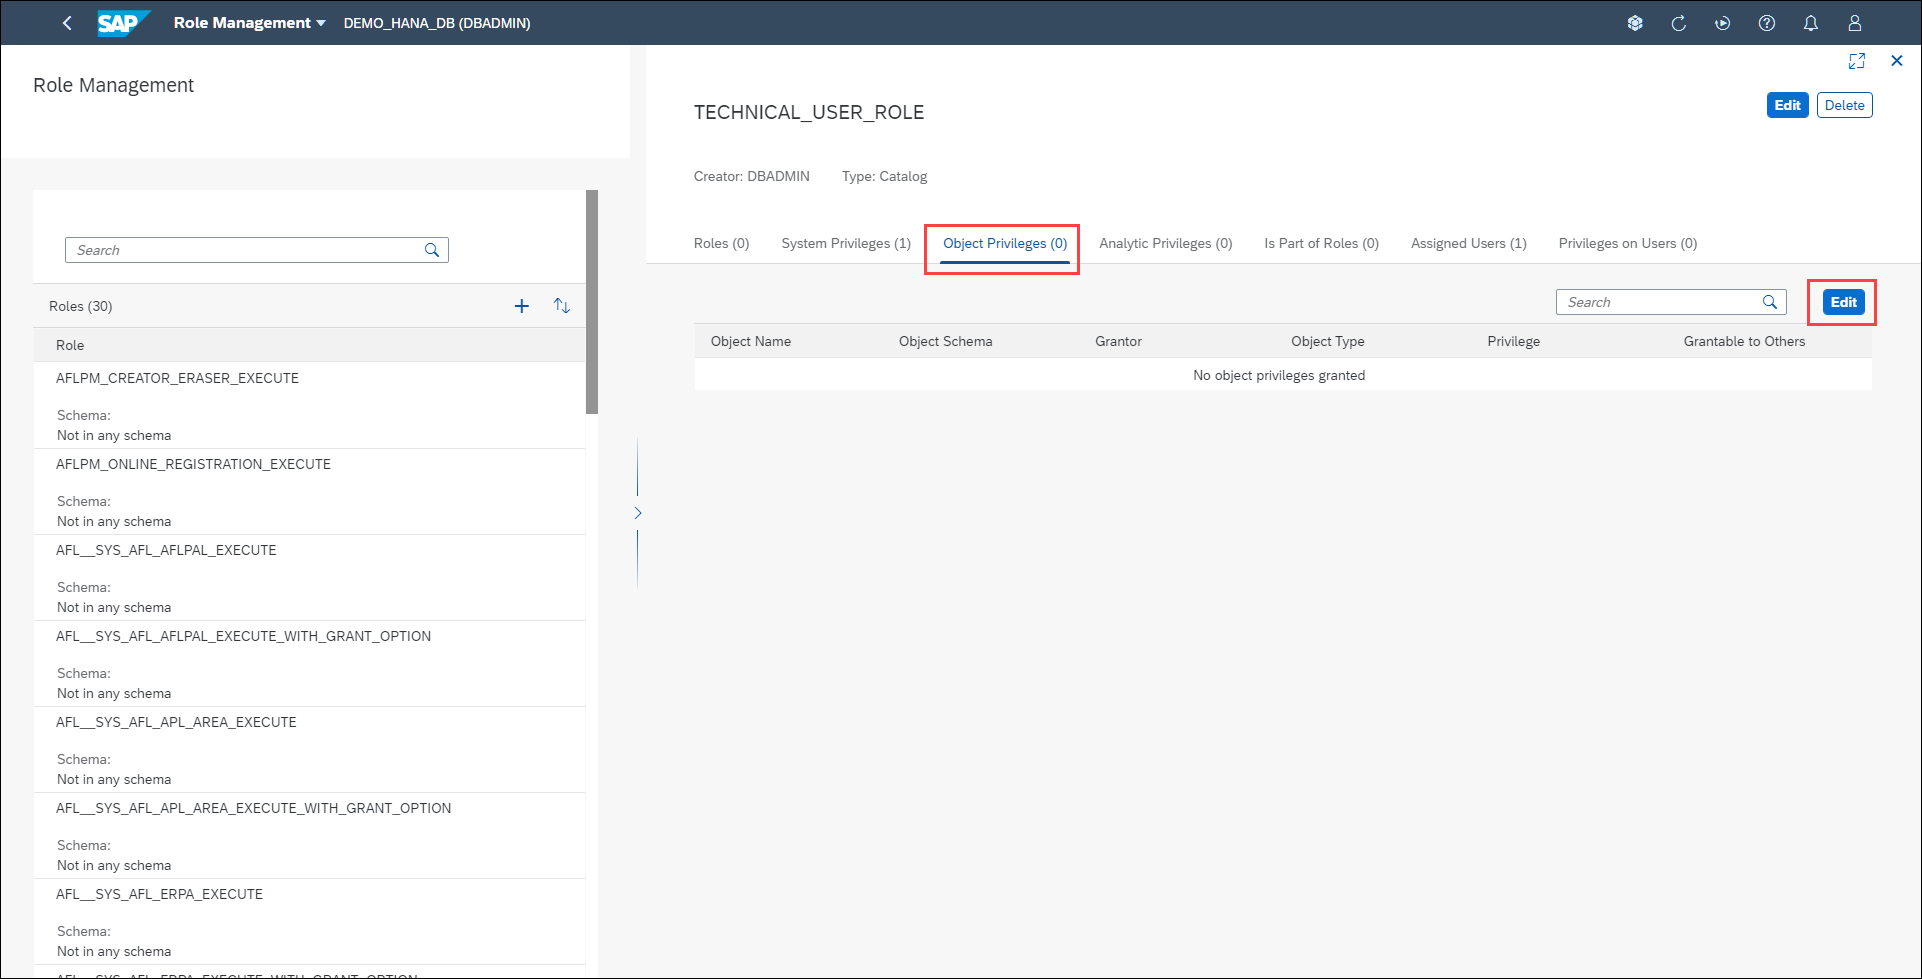 SAP Role Management DEMO_HANA_DB (DBADMIN)
Role Management
Search
Roles (30)
Role
AFLPM_CREATOR_ERASER_EXECUTE
Schema:
Not in any schema
AFLPM_ONLINE_REGISTRATION_EXECUTE
Schema:
Not in any schema
AFL__SYS_AFL_AFLPAL_EXECUTE
Schema:
Not in any schema
AFL__SYS_AFL_AFLPAL_EXECUTE_WITH_GRANT_OPTION
Schema:
Not in any schema
AFL__SYS_AFL_APL_AREA_EXECUTE
Schema:
Not in any schema
AFL__SYS_AFL_APL_AREA_EXECUTE_WITH_GRANT_OPTION
Schema:
Not in any schema
AFL__SYS_AFL_ERPA_EXECUTE
Schema:
Not in any schema
AFL__SYS_AFL_ERPA_EXECUTE_WITH_GRANT_OPTION
TECHNICAL_USER_ROLE
Edit Delete
Creator: DBADMIN Type: Catalog
Roles (0) System Privileges (1) Object Privileges (0) Analytic Privileges (0) Is Part of Roles (0) Assigned Users (1) Privileges on Users (0)
Search Edit
Object Name Object Schema Grantor Object Type Privilege Grantable to Others
No object privileges granted